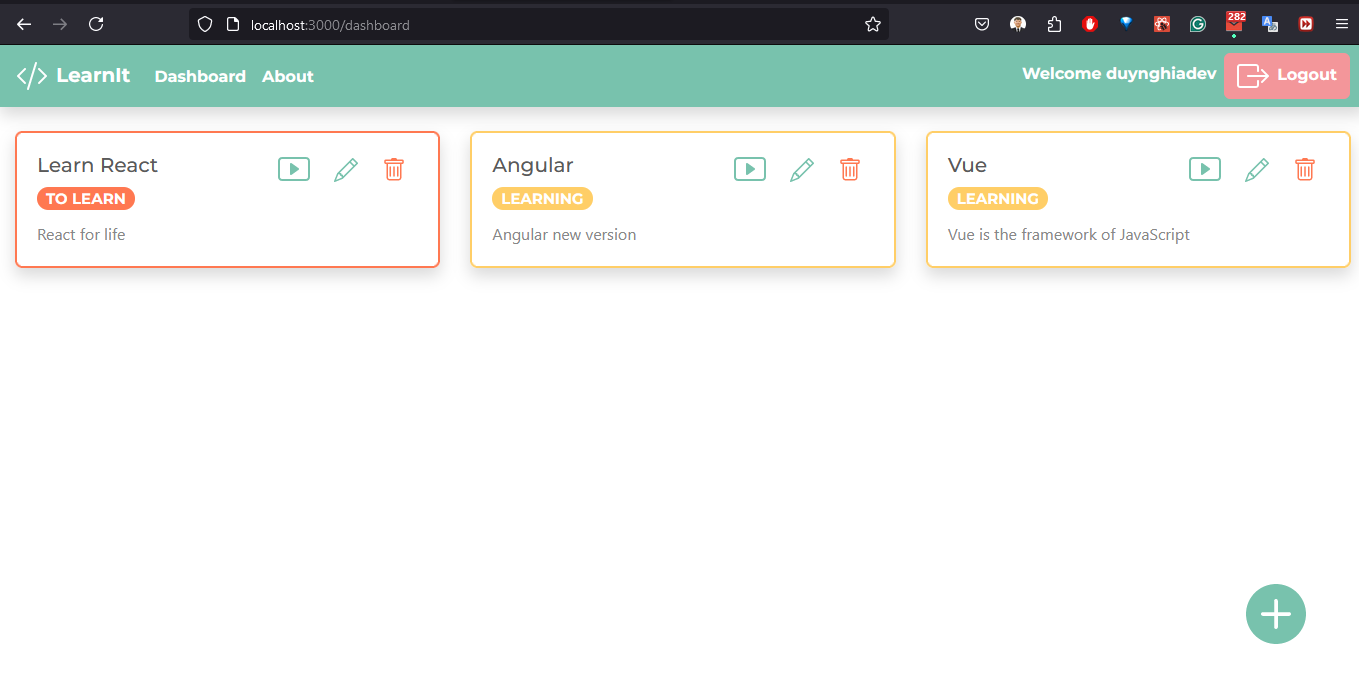 localhost:3000/dashboard
282
LearnIt Dashboard About Welcome duynghiadev Logout
Learn React
TO LEARN
React for life
Angular
LEARNING
Angular new version
Vue
LEARNING
Vue is the framework of JavaScript